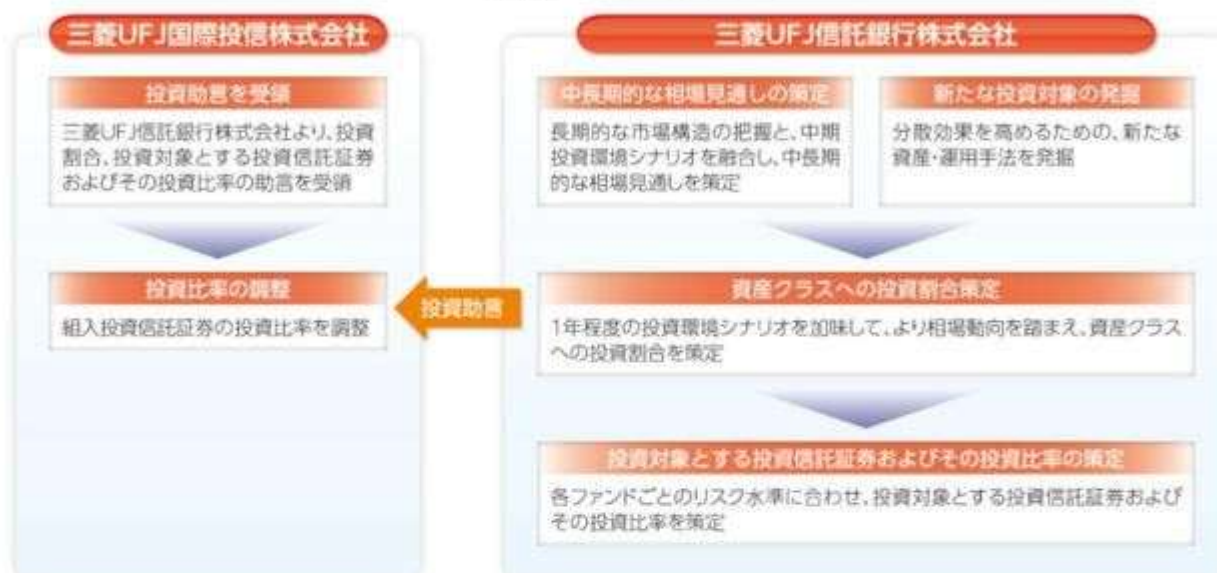 三菱UFJ国際投信株式会社
投資助言を受領
三菱UFJ信託銀行株式会社より、投資
割合、投資対象とする投資信託証券
およびその投資比率の助言を受領
投資比率の調整
組入投資信託証券の投資比率を調整
投資助言
三菱UFJ信託銀行株式会社
中長期的な相場見通しの策定
長期的な市場構造の把握と、中期
投資環境シナリオを融合し、中長期
的な相場見通しを策定
新たな投資対象の発掘
分散効果を高めるための、新たな
資産・運用手法を発掘
資産クラスへの投資割合策定
1年程度の投資環境シナリオを加味して、より相場動向を踏まえ、資産クラス
への投資割合を策定
投資対象とする投資信託証券およびその投資比率の策定
各ファンドごとのリスク水準に合わせ、投資対象とする投資信託証券および
その投資比率を策定